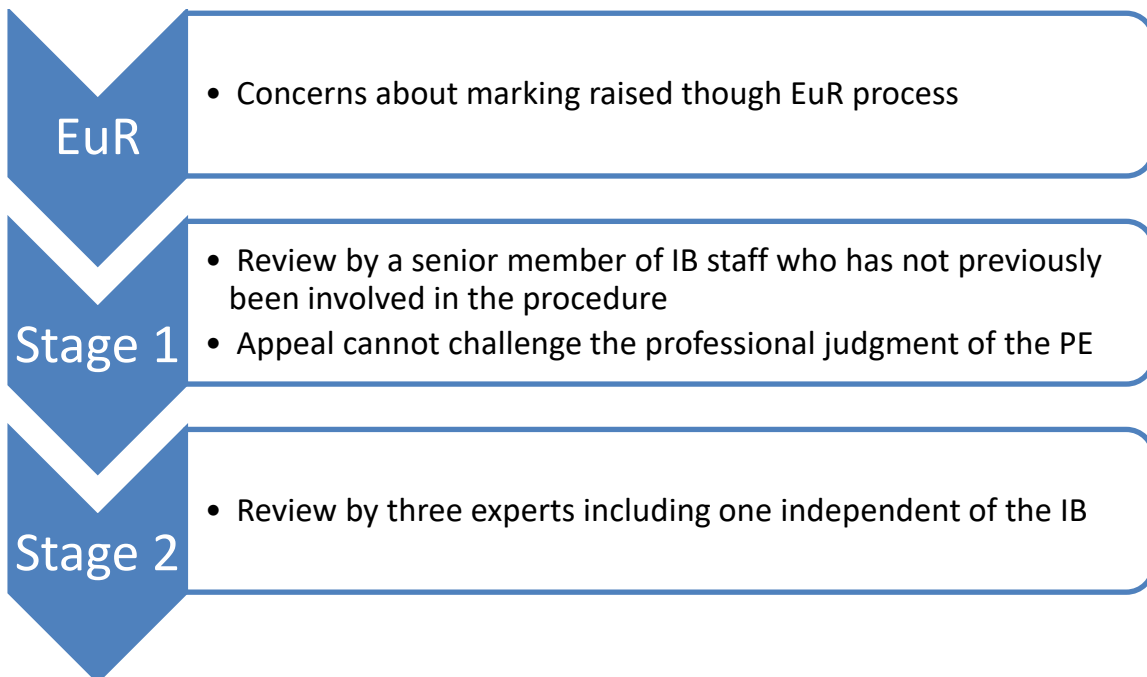 EuR
• Concerns about marking raised though EuR process
Stage 1
• Review by a senior member of IB staff who has not previously
been involved in the procedure
• Appeal cannot challenge the professional judgment of the PE
Stage 2
• Review by three experts including one independent of the IB